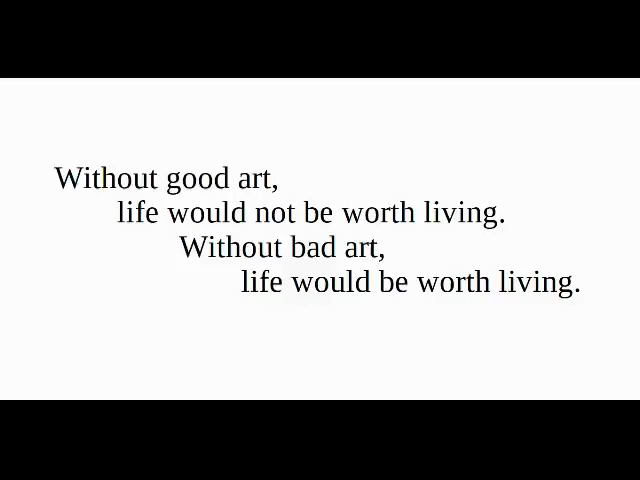 Without good art,
life would not be worth living.
Without bad art,
life would be worth living.